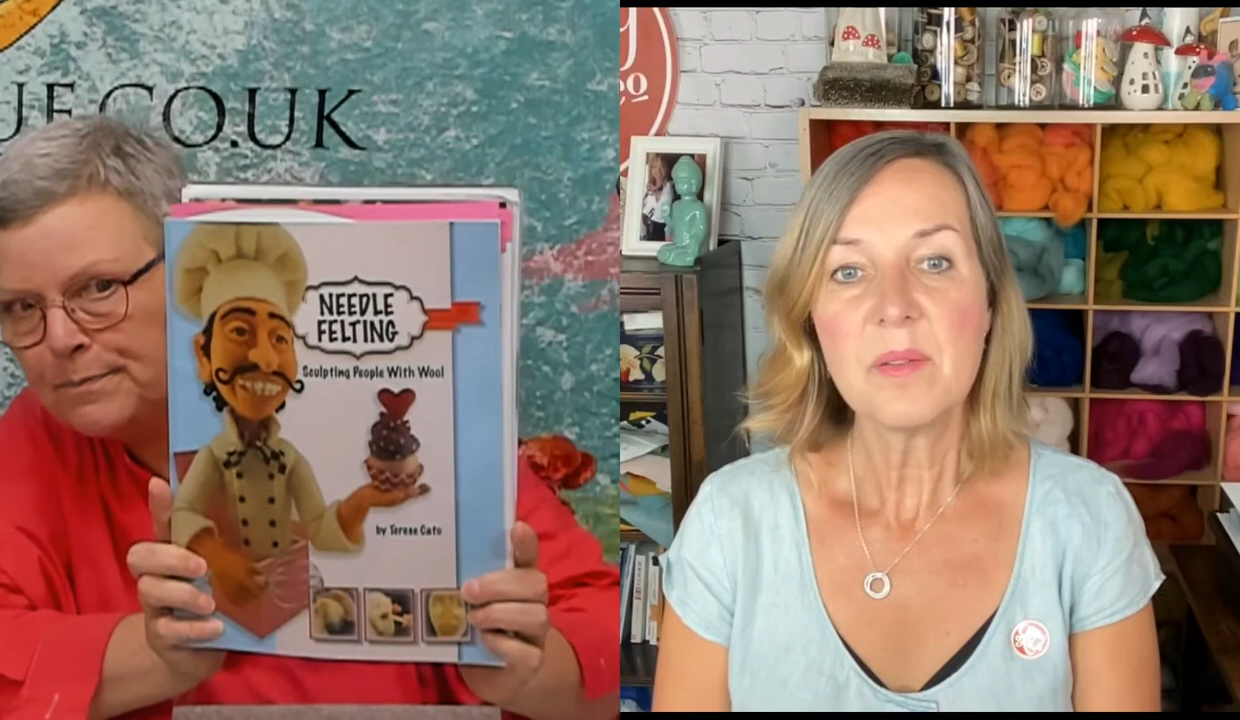 UE.CO.UK
NEEDLE
FELTING
Sculpting People With Wool
by Terese Cato